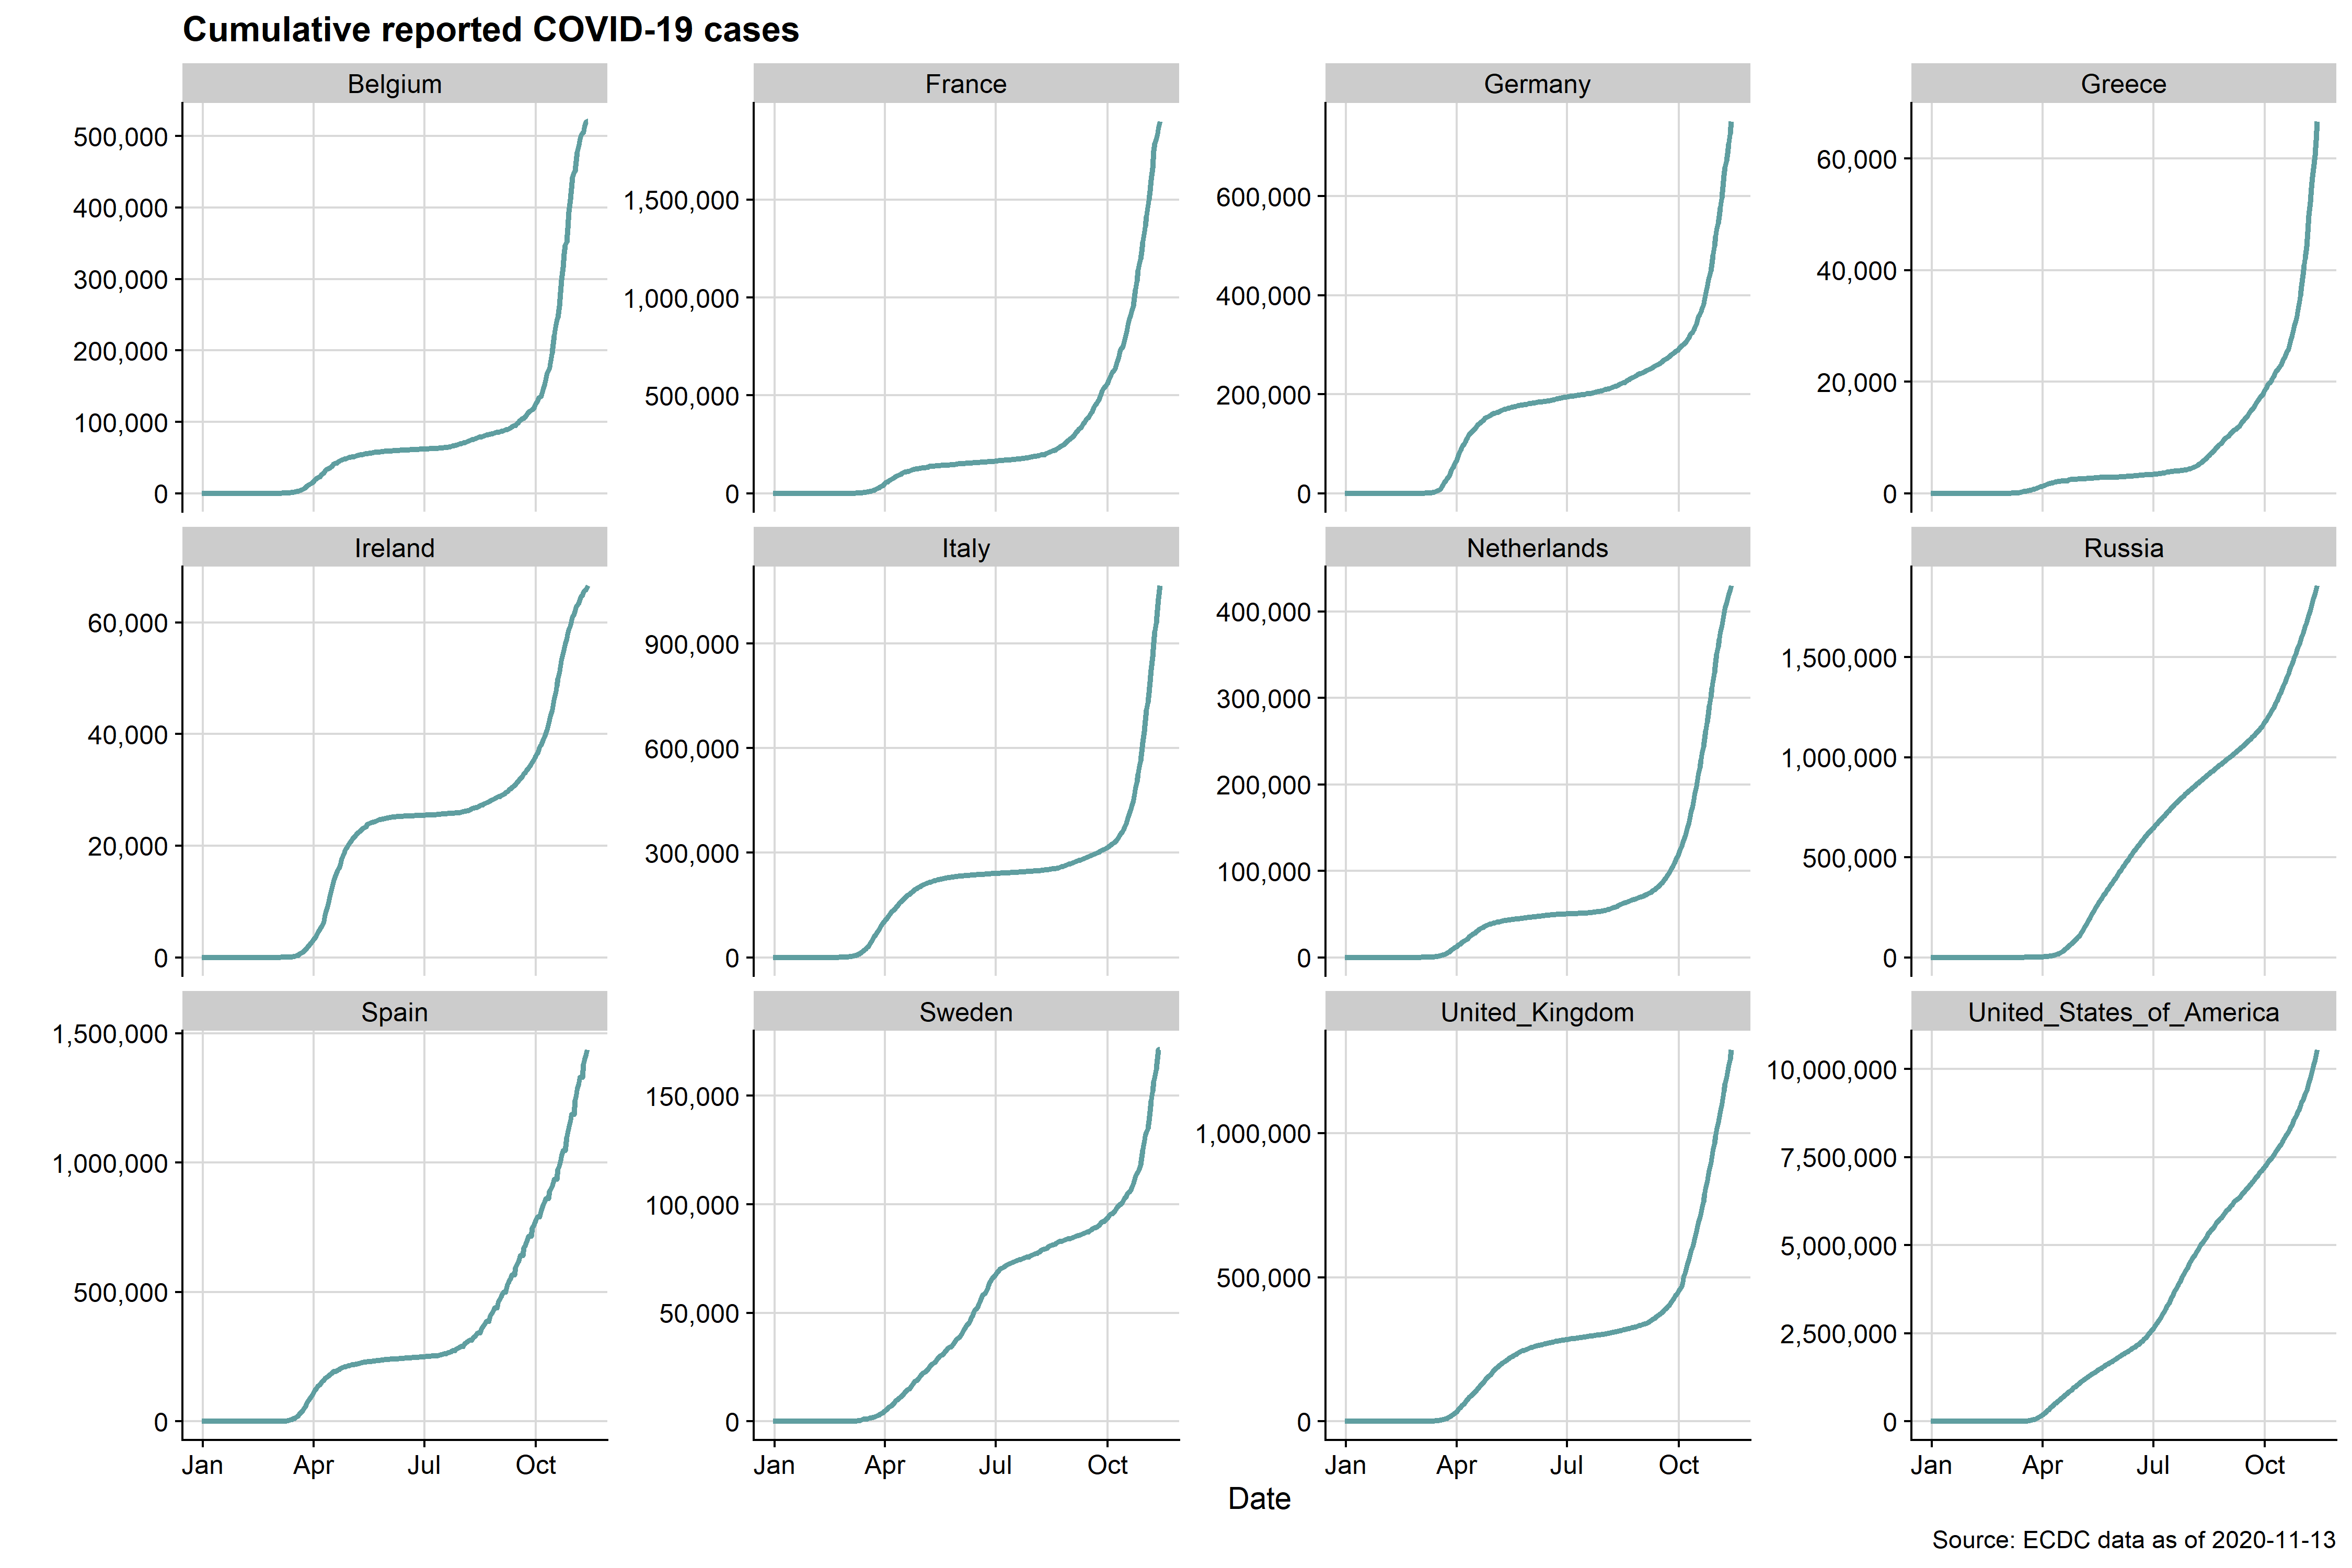 Cumulative reported COVID-19 cases
Belgium
France
Germany
Greece
500,000
400,000
300,000
200,000
100,000
0
1,500,000
1,000,000
500,000
0
600,000
400,000
200,000
0
60,000
40,000
20,000
0
Ireland
Italy
Netherlands
Russia
60,000
40,000
20,000
0
900,000
600,000
300,000
0
400,000
300,000
200,000
100,000
0
1,500,000
1,000,000
500,000
0
Spain
Sweden
United_Kingdom
United_States_of_America
1,500,000
1,000,000
500,000
0
150,000
100,000
50,000
0
1,000,000
500,000
0
10,000,000
7,500,000
5,000,000
2,500,000
0
Jan Apr Jul Oct
Jan Apr Jul Oct
Jan Apr Jul Oct
Jan Apr Jul Oct
Date
Source: ECDC data as of 2020-11-13